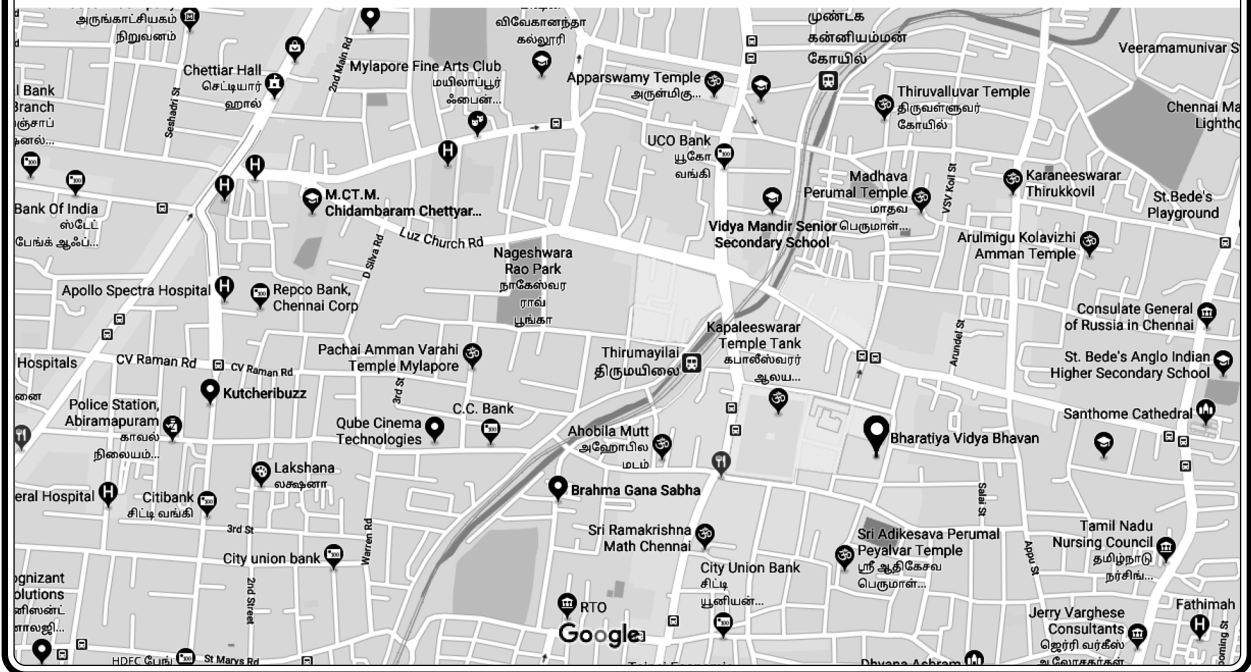 அருங்காட்சியகம்
நிறுவனம்
விவேகானந்தா
கல்லூரி
முண்டக
கன்னியம்மன்
கோயில்
Veeramamunivar S
Chettiar Hall
செட்டியார்
ஹால்
2nd Main Rd
Mylapore Fine Arts Club
மயிலாப்பூர்
ஃபைன்...
Apparswamy Temple
அருள்மிகு...
Thiruvalluvar Temple
திருவள்ளுவர்
கோயில்
l Bank
Branch
Seshadri St
Chennai Ma
Lightho
UCO Bank
யூகோ
வங்கி
Madhava
Perumal Temple
மாதவ
பெருமாள்...
VSV Koil St
Karaneeswarar
Thirukkovil
St.Bede's
Playground
Bank Of India
ஸ்டேட்
பேங்க் ஆஃப்...
M.CT.M.
Chidambaram Chettyar...
Luz Church Rd
D Silva Rd
Vidya Mandir Senior
Secondary School
Arulmigu Kolavizhi
Amman Temple
Nageshwara
Rao Park
நாகேஸ்வர
ராவ்
பூங்கா
Apollo Spectra Hospital
Repco Bank,
Chennai Corp
Consulate General
of Russia in Chennai
Kapaleeswarar
Temple Tank
கபாலீஸ்வரர்
ஆலய...
Arundel St
Hospitals
CV Raman Rd
CV Raman Rd
Pachai Amman Varahi
Temple Mylapore
Thirumayilai
திருமயிலை
St. Bede's Anglo Indian
Higher Secondary School
Kutcheribuzz
3rd St
Police Station,
Abiramapuram
காவல்
நிலையம்...
Qube Cinema
Technologies
C.C. Bank
Ahobila Mutt
அஹோபில
மடம்
Bharatiya Vidya Bhavan
Santhome Cathedral
Lakshana
லக்ஷனா
eral Hospital
Citibank
சிட்டி வங்கி
Brahma Gana Sabha
Salai St
3rd St
City union bank
Warren Rd
Sri Ramakrishna
Math Chennai
Sri Adikesava Perumal
Peyalvar Temple
ஸ்ரீ ஆதிகேசவ
பெருமாள்...
Appu St
Tamil Nadu
Nursing Council
தமிழ்நாடு
நர்சிங்...
ognizant
olutions
2nd Street
City Union Bank
சிட்டி
யூனியன்...
RTO
Google
Jerry Varghese
Consultants
ஜெர்ரி வர்கீஸ்
Fathimah
HDFC பேங்
St Marys Rd
Dhyana Ashram